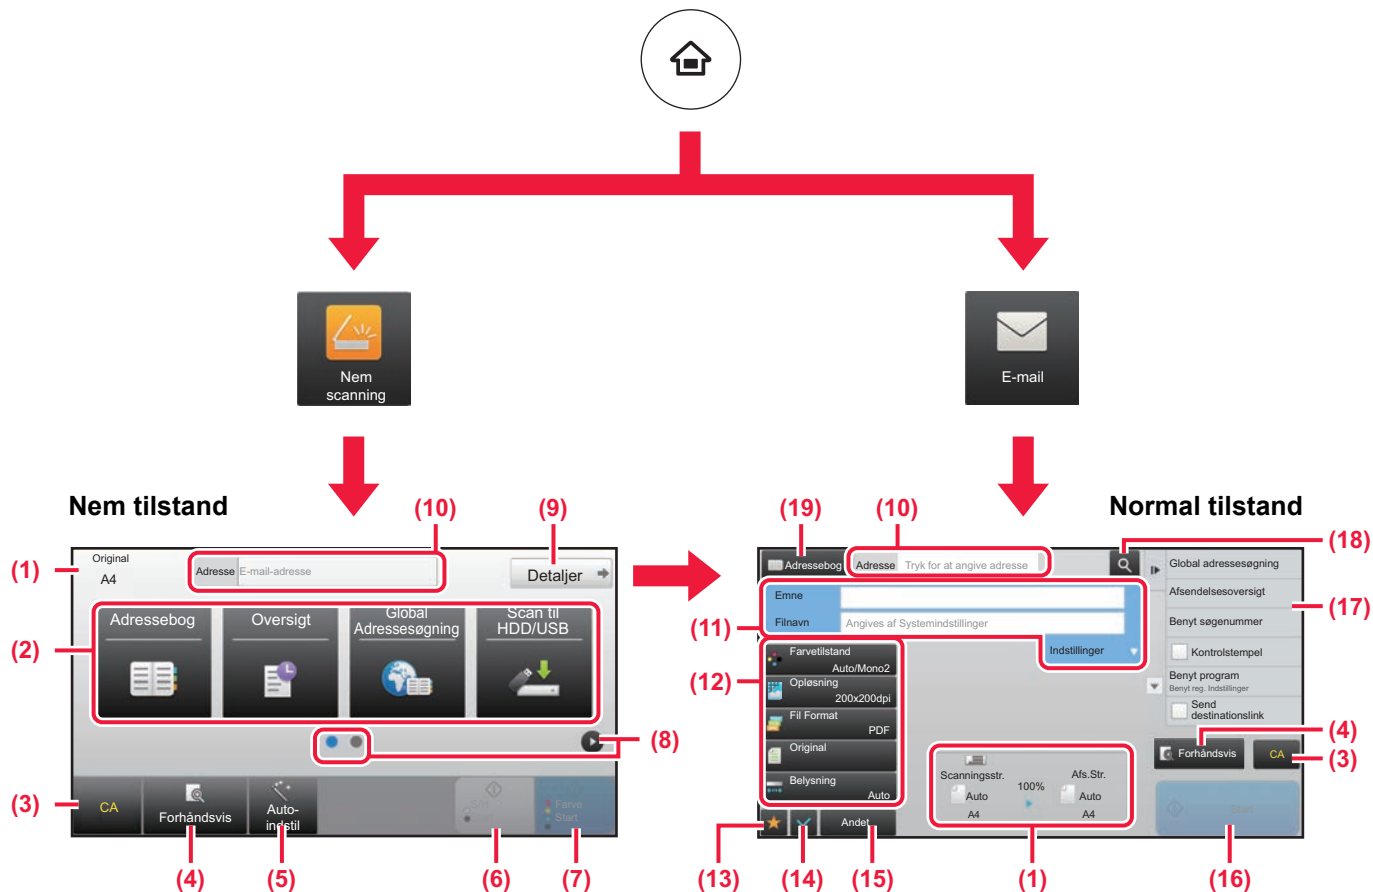 Nem
scanning
E-mail
Nem tilstand
(10)
(9)
(19)
(10)
Normal tilstand
(18)
Original
A4
(1)
Adresse
E-mail-adresse
Detaljer
Adressebog
Oversigt
Global
Adressesøgning
Scan til
HDD/USB
(2)
(8)
CA
Forhåndsvis
Auto-
indstil
B/H
Start
Farve
Start
(3)
(4)
(5)
(6)
(7)
Adressebog
Adresse
Tryk for at angive adresse
Emne
Filnavn
Angives af Systemindstillinger
Indstillinger
(11)
Farvetilstand
Auto/Mono2
Opløsning
200x200dpi
Fil Format
PDF
Original
Belysning
Auto
(12)
Andet
Scanningsstr.
Auto
A4
100%
Afs.Str.
Auto
A4
Global adressesøgning
Afsendelsesoversigt
Benyt søgenummer
Kontrolstempel
Benyt program
Benyt reg. Indstillinger
Send
destinationslink
(17)
(4)
Forhåndsvis
CA
(3)
Start
(13)
(14)
(15)
(1)
(16)